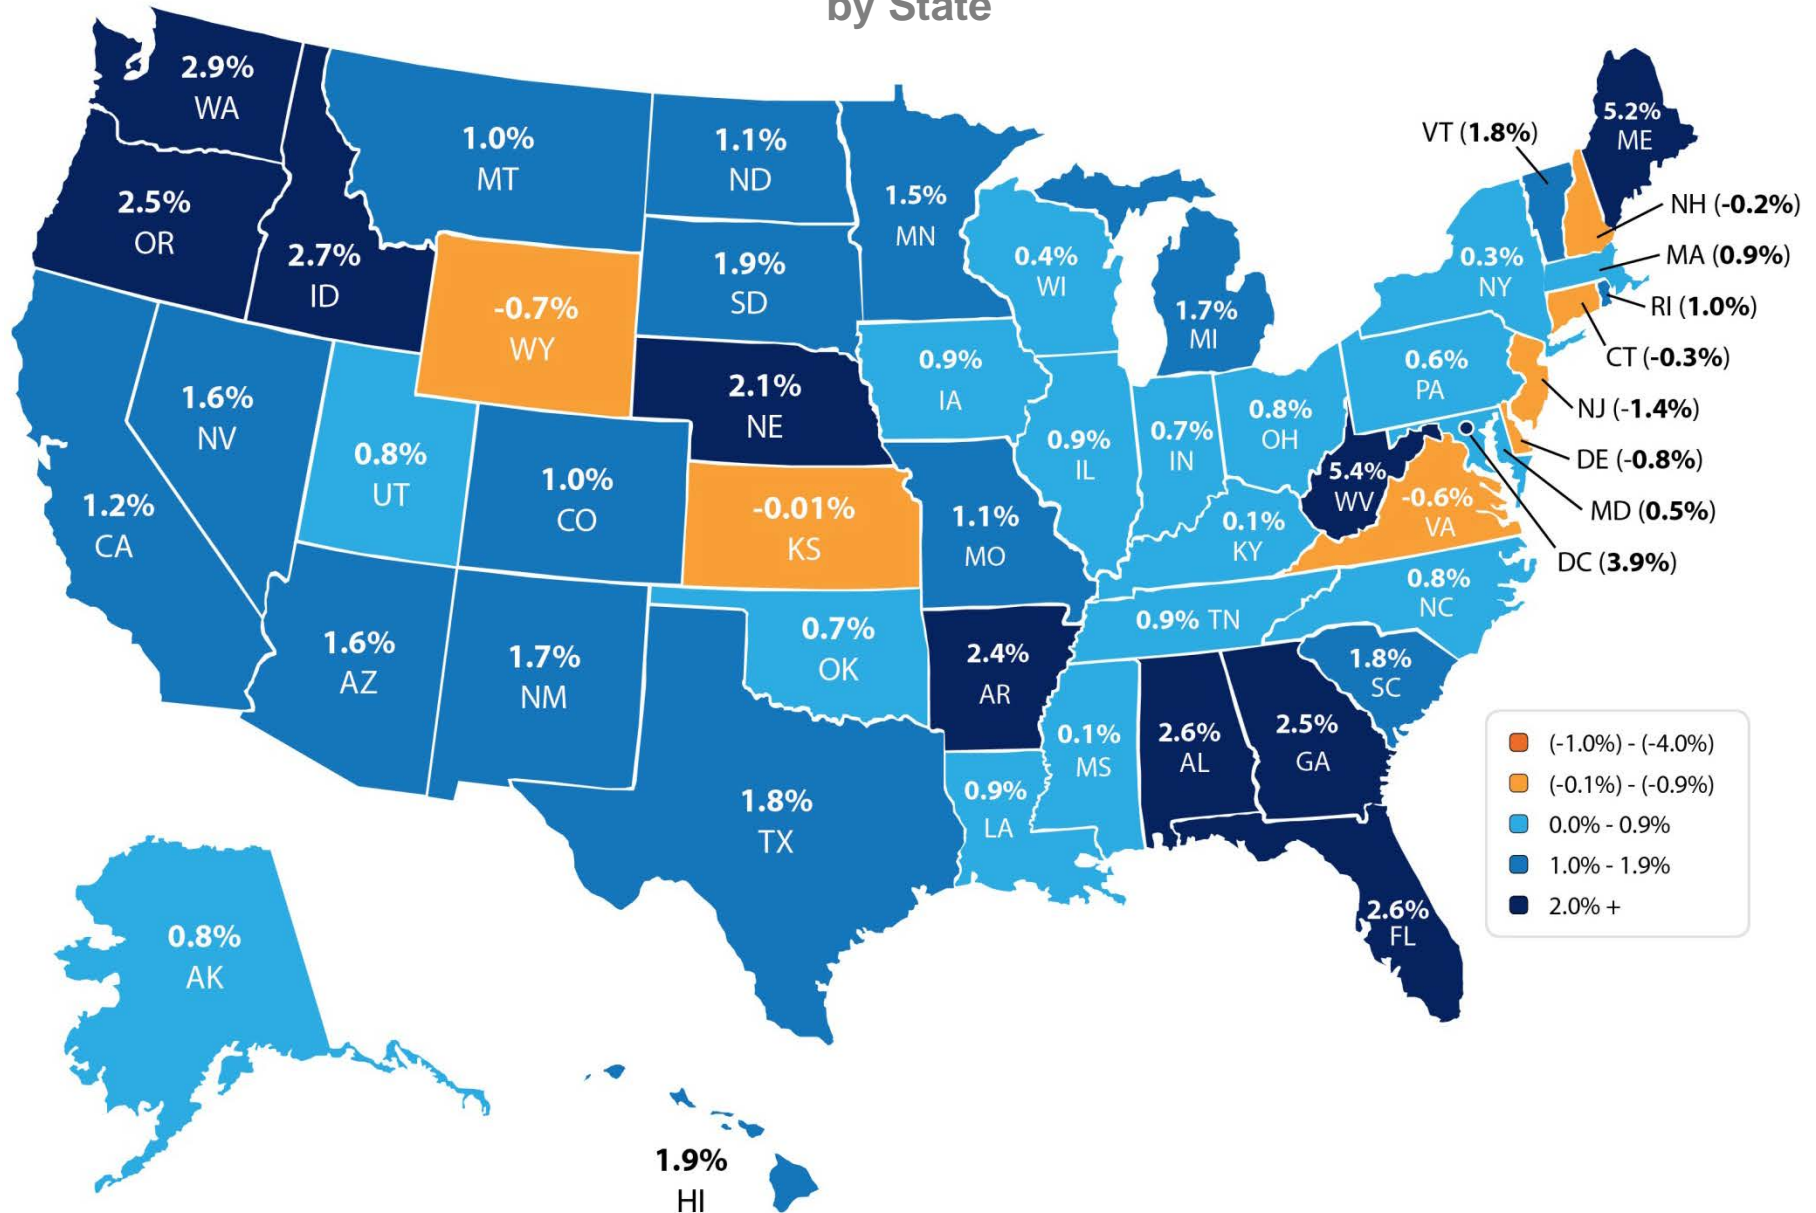 by State
2.9%
WA
2.5%
OR
2.7%
ID
1.0%
MT
1.1%
ND
1.5%
MN
1.9%
SD
-0.7%
WY
2.1%
NE
0.4%
WI
1.7%
MI
0.9%
IA
1.6%
NV
0.8%
UT
1.0%
CO
-0.01%
KS
1.2%
CA
1.1%
MO
0.9%
IL
0.7%
IN
0.8%
OH
0.6%
PA
0.3%
NY
5.2%
ME
VT (1.8%)
NH (-0.2%)
MA (0.9%)
RI (1.0%)
CT (-0.3%)
NJ (-1.4%)
DE (-0.8%)
MD (0.5%)
DC (3.9%)
5.4%
WV
-0.6%
VA
0.1%
KY
0.8%
NC
0.9% TN
1.8%
SC
1.6%
AZ
1.7%
NM
0.7%
OK
2.4%
AR
0.1%
MS
2.6%
AL
2.5%
GA
1.8%
TX
0.9%
LA
2.6%
FL
0.8%
AK
1.9%
HI
(-1.0%) - (-4.0%)
(-0.1%) - (-0.9%)
0.0% - 0.9%
1.0% - 1.9%
2.0% +